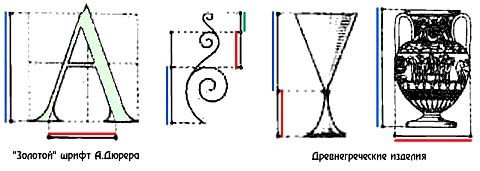 "Золотой" шрифт А.Дюрера
Древнегреческие изделия